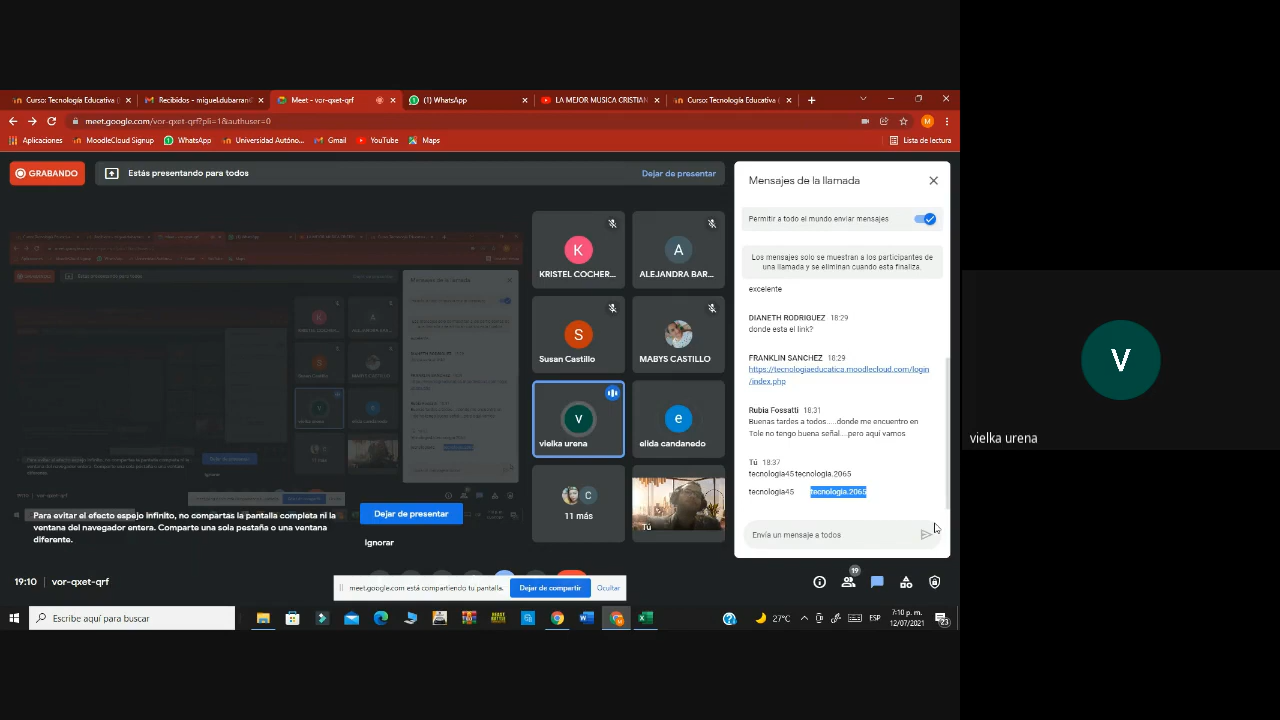 Curso: Tecnología Educativa (
Recibidos - miguel.dubarran@
Meet - vor-qxet-qrf
(1) WhatsApp
LA MEJOR MUSICA CRISTIAN
Curso: Tecnología Educativa (
meet.google.com/vor-qxet-qrf?pli=1&authuser=0
M
Aplicaciones
MoodleCloud Signup
WhatsApp
Universidad Autóno...
Gmail
YouTube
Maps
Lista de lectura
GRABANDO
Estás presentando para todos
Dejar de presentar
K
KRISTEL COCHER...
A
ALEJANDRA BAR...
S
Susan Castillo
MABYS CASTILLO
V
vielka urena
e
elida candanedo
C
11 más
Tú
Para evitar el efecto espejo infinito, no compartas la pantalla completa ni la
ventana del navegador entera. Comparte una sola pestaña o una ventana
diferente.
Dejar de presentar
Ignorar
Mensajes de la llamada
Permitir a todo el mundo enviar mensajes
Los mensajes solo se muestran a los participantes de
una llamada y se eliminan cuando esta finaliza.
excelente
DIANETH RODRIGUEZ 18:29
donde esta el link?
FRANKLIN SANCHEZ 18:29
https://tecnologiaeducatica.moodlecloud.com/login
/index.php
Rubia Fossatti 18:31
Buenas tardes a todos.....donde me encuentro en
Tole no tengo buena señal....pero aqui vamos
Tú 18:37
tecnologia45 tecnologia.2065
tecnologia45 tecnologia.2065
Envía un mensaje a todos
19:10 vor-qxet-qrf
19
meet.google.com está compartiendo tu pantalla.
Dejar de compartir
Ocultar
Escribe aquí para buscar
27°C
ESP
7:10 p. m.
12/07/2021
23
V
vielka urena